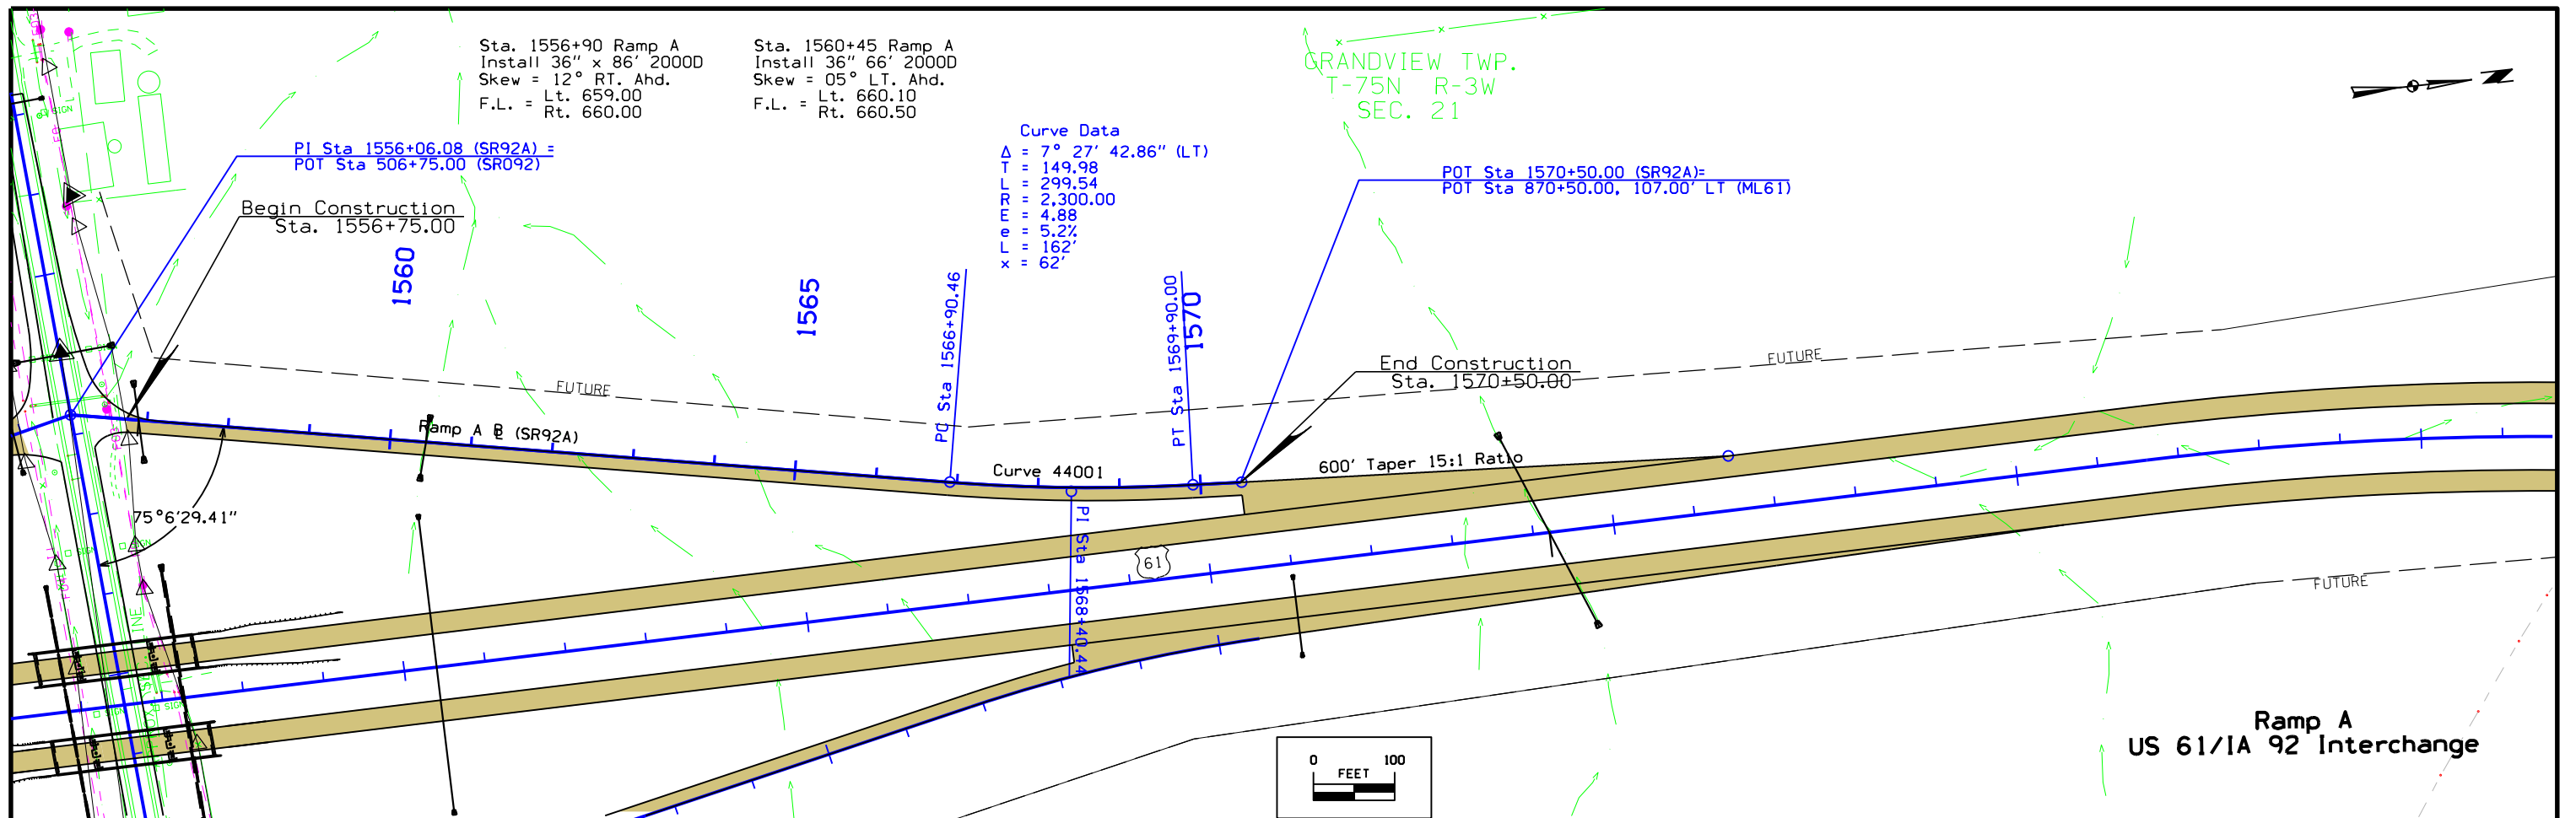 Sta. 1556+90 Ramp A
Install 36" x 86' 2000D
Skew = 12° RT. Ahd.
F.L. = Lt. 659.00
Rt. 660.00
Sta. 1560+45 Ramp A
Install 36" 66' 2000D
Skew = 05° LT. Ahd.
F.L. = Lt. 660.10
Rt. 660.50
GRANDVIEW TWP.
T-75N R-3W
SEC. 21
Curve Data
Δ = 7° 27' 42.86" (LT)
T = 149.98
L = 299.54
R = 2,300.00
E = 4.88
e = 5.2%
L = 162'
x = 62'
PI Sta 1556+06.08 (SR92A) =
POT Sta 506+75.00 (SR092)
POT Sta 1570+50.00 (SR92A)=
POT Sta 870+50.00, 107.00' LT (ML61)
Begin Construction
Sta. 1556+75.00
1560
1565
PC Sta 1566+90.46
PT Sta 1569+90.00
1570
End Construction
Sta. 1570+50.00
FUTURE
FUTURE
Ramp A ℄ (SR92A)
Curve 44001
600' Taper 15:1 Ratio
75°6'29.41"
PI Sta 1568+40.44
61
FUTURE
SIGN
SIGN
SIGN
0 100
FEET
Ramp A
US 61/IA 92 Interchange